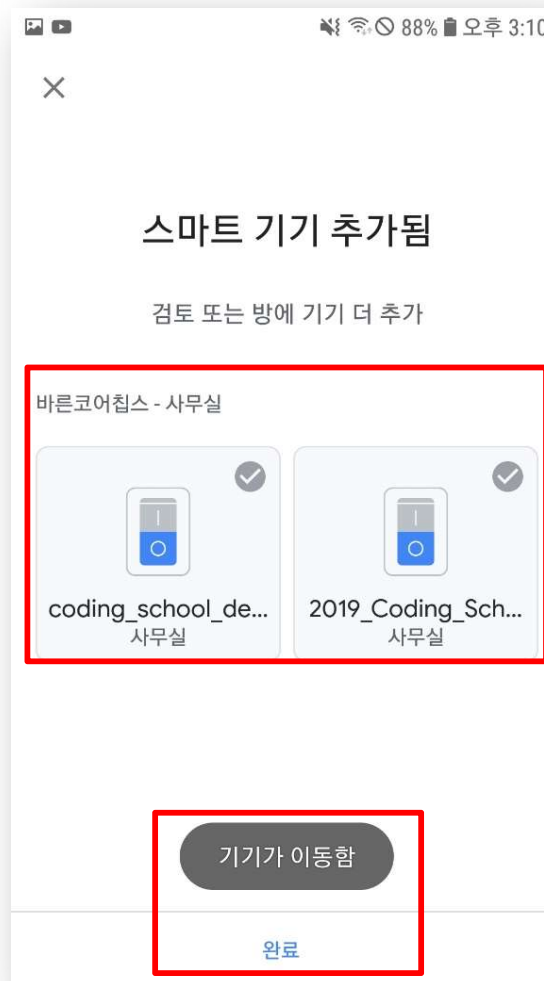 88% 오후 3:10
스마트 기기 추가됨
검토 또는 방에 기기 더 추가
바른코어칩스 - 사무실
coding_school_de... 2019_Coding_Sch...
사무실 사무실
기기가 이동함
완료